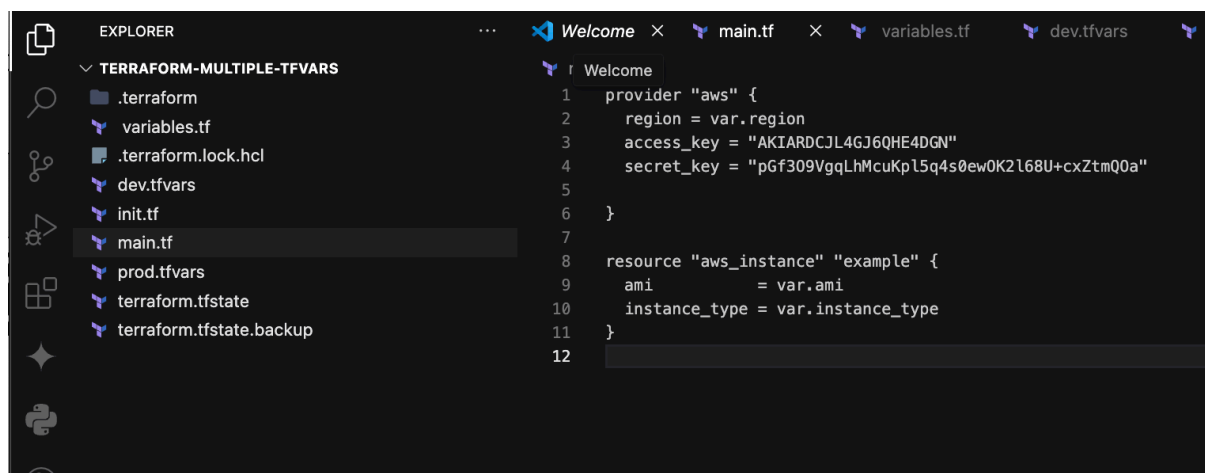 EXPLORER
...
Welcome
main.tf
variables.tf
dev.tfvars
TERRAFORM-MULTIPLE-TFVARS
.terraform
variables.tf
.terraform.lock.hcl
dev.tfvars
init.tf
main.tf
prod.tfvars
terraform.tfstate
terraform.tfstate.backup
Welcome
1 provider "aws" {
2 region = var.region
3 access_key = "AKIARDCJL4GJ6QHE4DGN"
4 secret_key = "pGf3O9VgqLhMcuKpl5q4s0ewOK2l68U+cxZtmQOa"
5
6 }
7
8 resource "aws_instance" "example" {
9 ami = var.ami
10 instance_type = var.instance_type
11 }
12